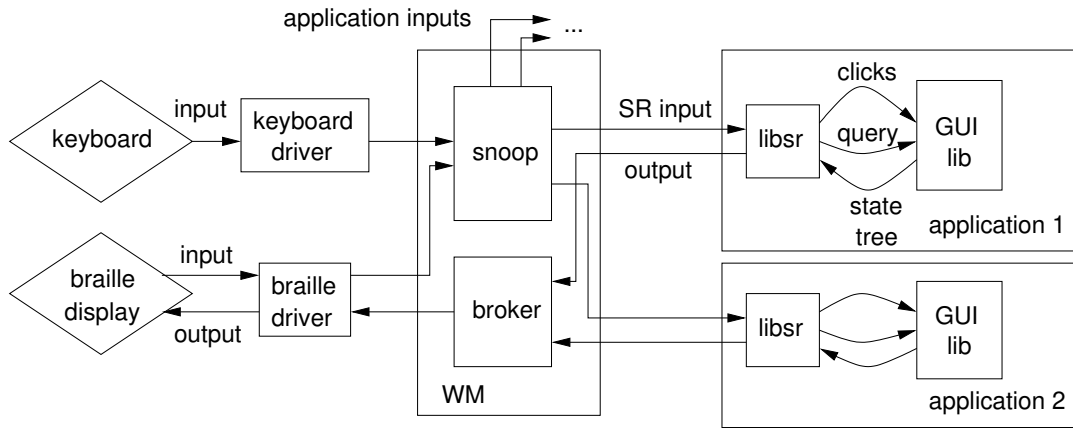 application inputs
...
keyboard
input
keyboard
driver
snoop
SR input
output
libsr
clicks
query
state
tree
GUI
lib
application 1
braille
display
input
output
braille
driver
broker
WM
libsr
GUI
lib
application 2